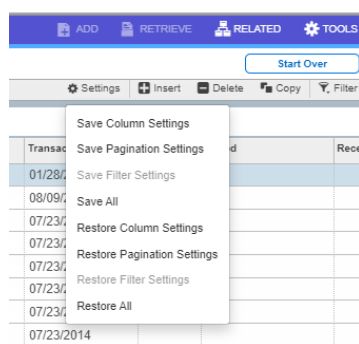 ADD RETRIEVE RELATED TOOLS
Start Over
Settings Insert Delete Copy Filter
Save Column Settings
Save Pagination Settings
Save Filter Settings
Save All
Restore Column Settings
Restore Pagination Settings
Restore Filter Settings
Restore All
Transac
Rece
01/28/
08/09/
07/23/
07/23/
07/23/
07/23/
07/23/
07/23/2014